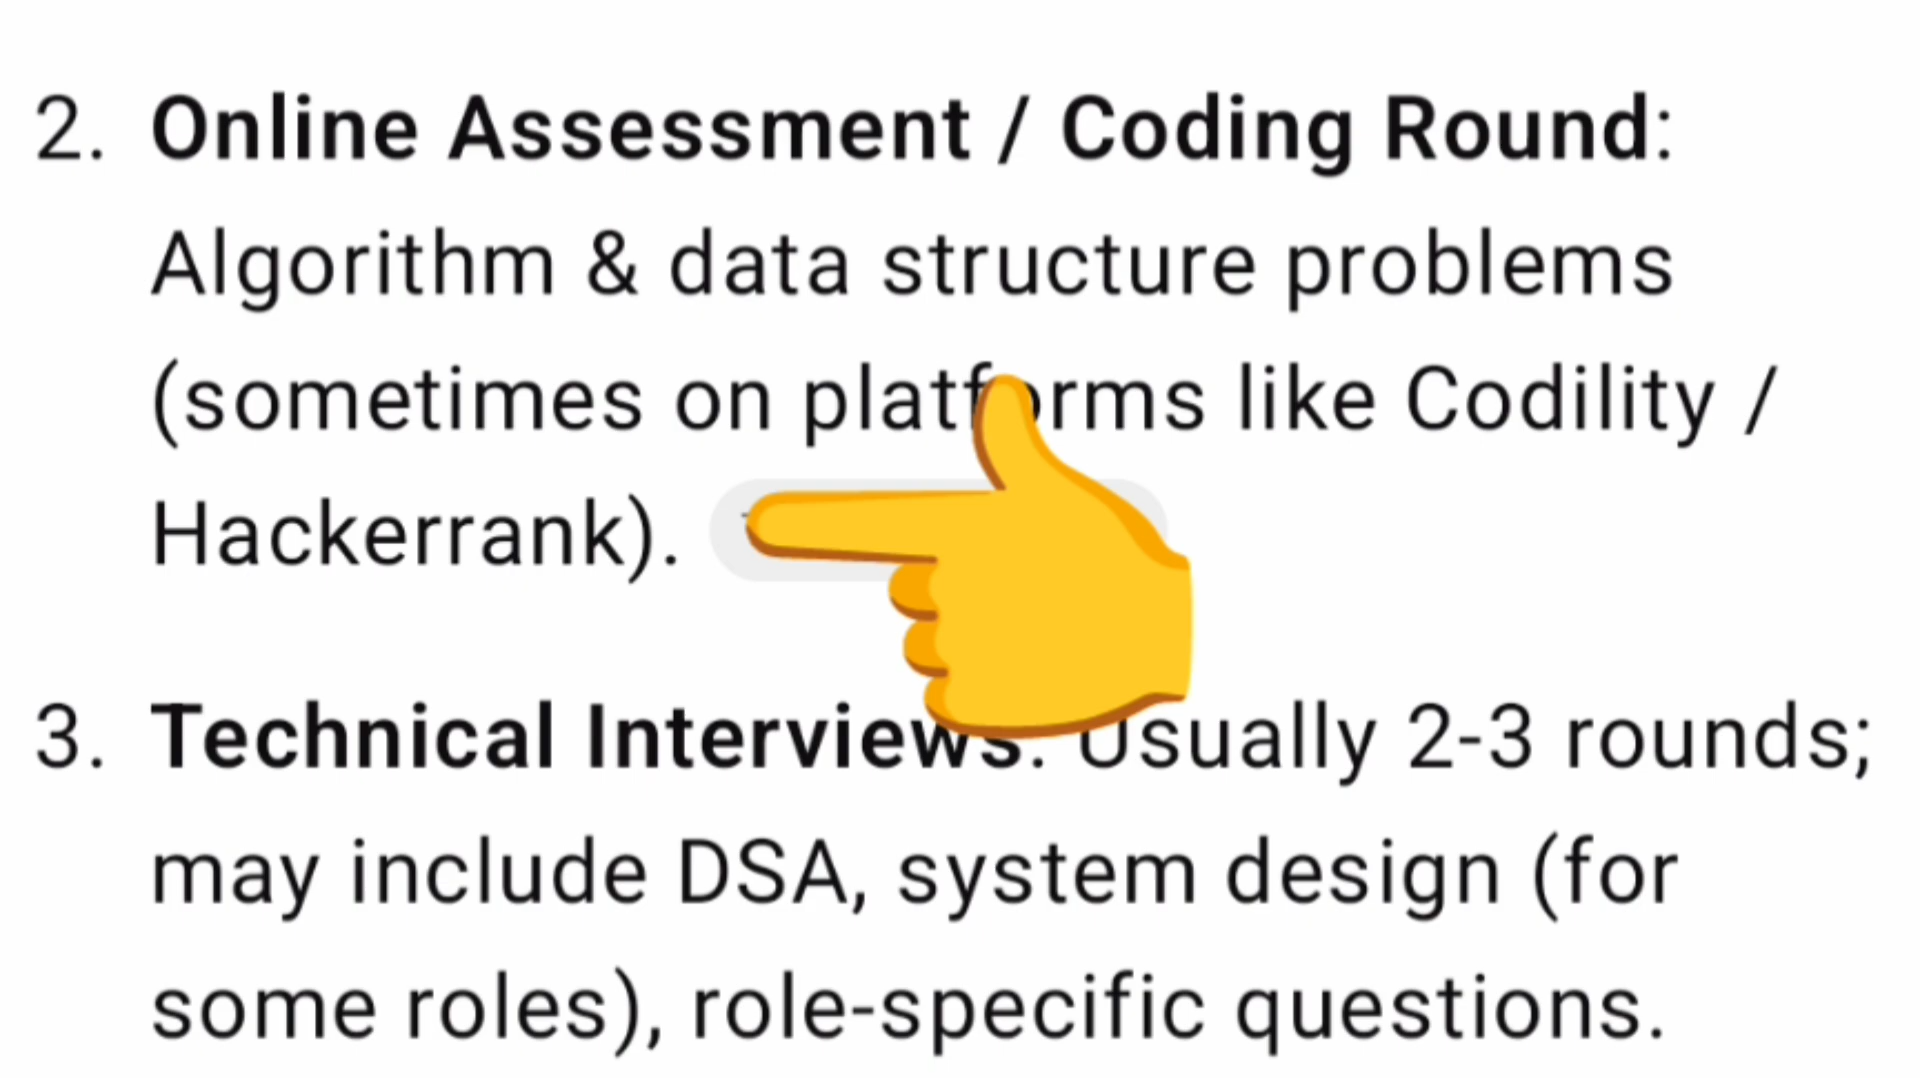 2. Online Assessment / Coding Round:
Algorithm & data structure problems
(sometimes on platforms like Codility /
Hackerrank).
3. Technical Interviews: Usually 2-3 rounds;
may include DSA, system design (for
some roles), role-specific questions.